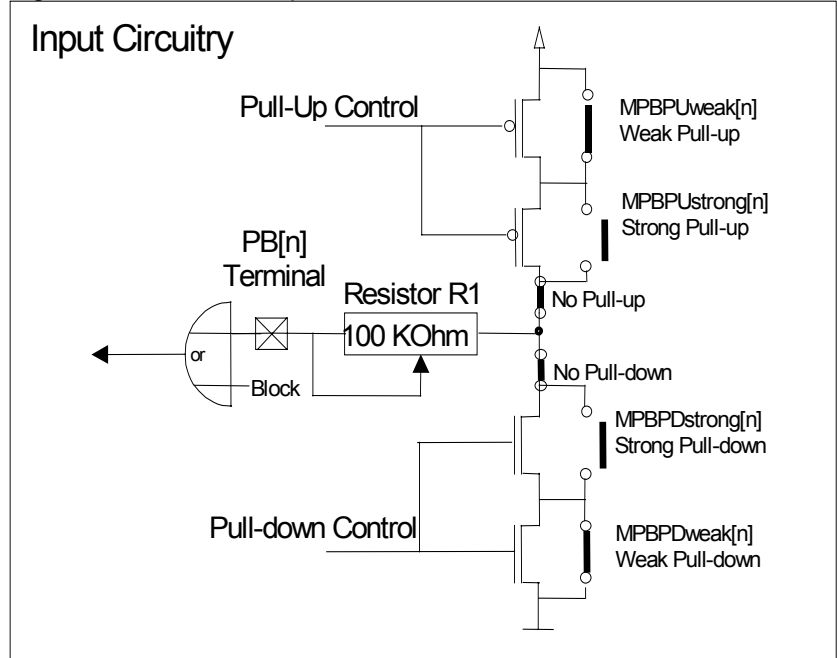 Input Circuitry
Pull-Up Control
MPBPUweak[n]
Weak Pull-up
MPBPUstrong[n]
Strong Pull-up
PB[n]
Terminal
Resistor R1
No Pull-up
100 KOhm
or
No Pull-down
Block
MPBPDstrong[n]
Strong Pull-down
Pull-down Control
MPBPDweak[n]
Weak Pull-down